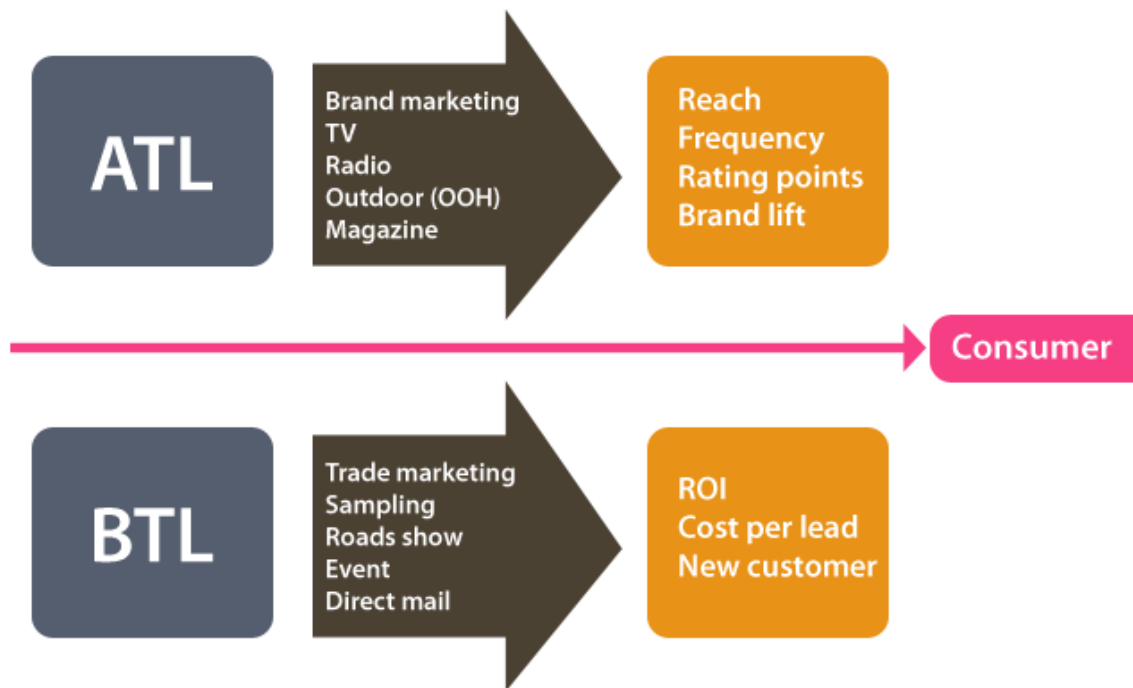 ATL
Brand marketing
TV
Radio
Outdoor (OOH)
Magazine
Reach
Frequency
Rating points
Brand lift
Consumer
BTL
Trade marketing
Sampling
Roads show
Event
Direct mail
ROI
Cost per lead
New customer